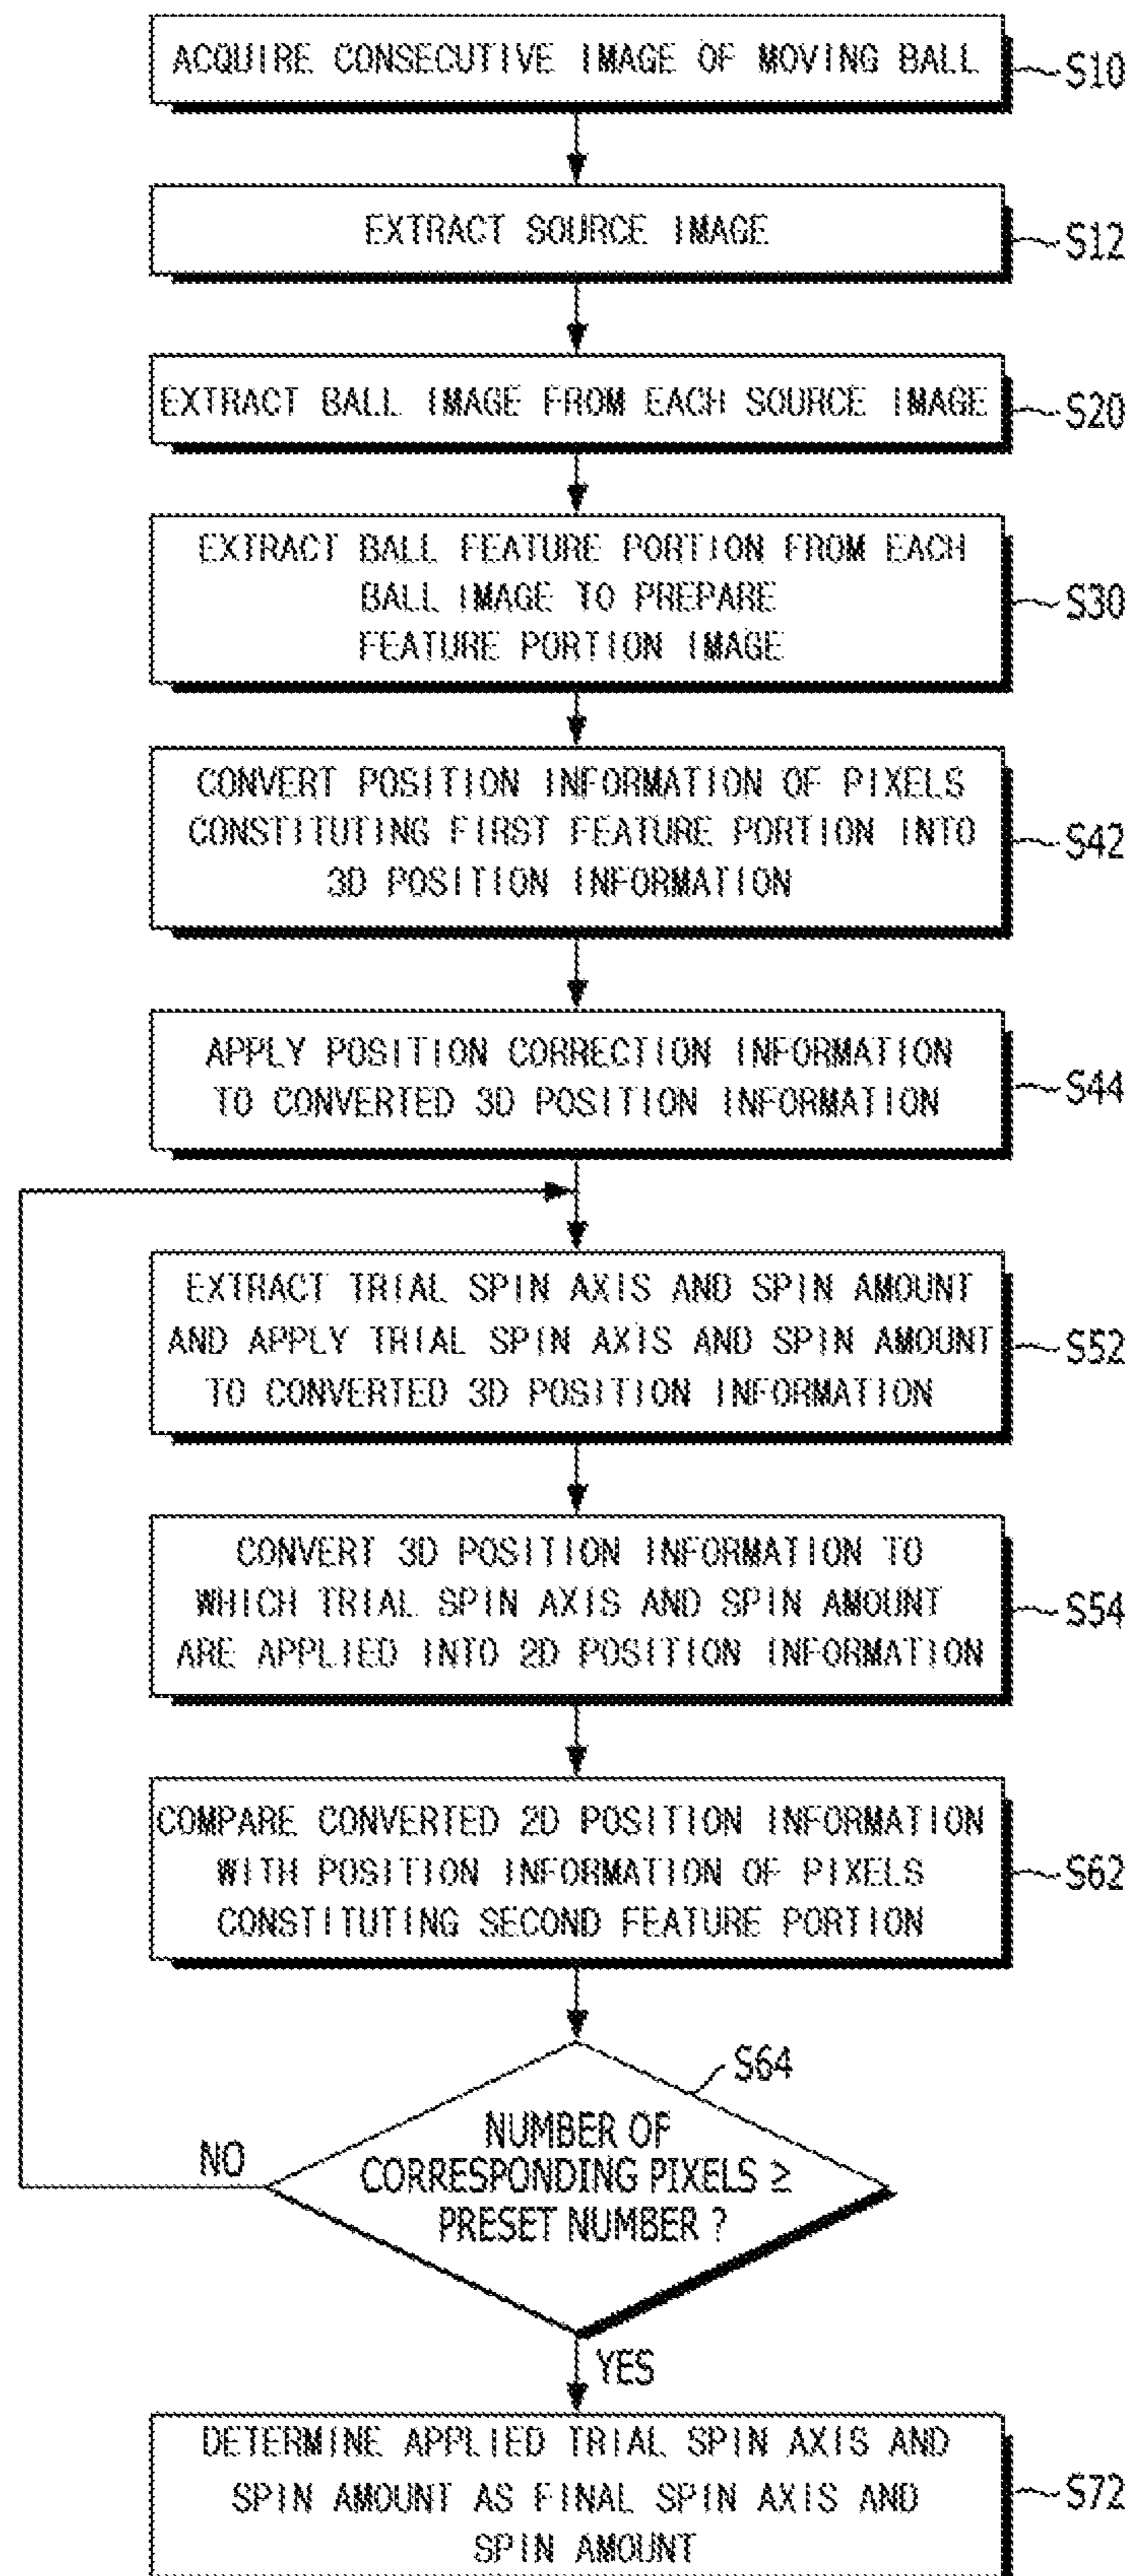 ACQUIRE CONSECUTIVE IMAGE OF MOVING BALL
S10
EXTRACT SOURCE IMAGE
S12
EXTRACT BALL IMAGE FROM EACH SOURCE IMAGE
S20
EXTRACT BALL FEATURE PORTION FROM EACH
BALL IMAGE TO PREPARE
FEATURE PORTION IMAGE
S30
CONVERT POSITION INFORMATION OF PIXELS
CONSTITUTING FIRST FEATURE PORTION INTO
3D POSITION INFORMATION
S42
APPLY POSITION CORRECTION INFORMATION
TO CONVERTED 3D POSITION INFORMATION
S44
EXTRACT TRIAL SPIN AXIS AND SPIN AMOUNT
AND APPLY TRIAL SPIN AXIS AND SPIN AMOUNT
TO CONVERTED 3D POSITION INFORMATION
S52
CONVERT 3D POSITION INFORMATION TO
WHICH TRIAL SPIN AXIS AND SPIN AMOUNT
ARE APPLIED INTO 2D POSITION INFORMATION
S54
COMPARE CONVERTED 2D POSITION INFORMATION
WITH POSITION INFORMATION OF PIXELS
CONSTITUTING SECOND FEATURE PORTION
S62
S64
NUMBER OF
CORRESPONDING PIXELS ≥
PRESET NUMBER ?
NO
YES
DETERMINE APPLIED TRIAL SPIN AXIS AND
SPIN AMOUNT AS FINAL SPIN AXIS AND
SPIN AMOUNT
S72